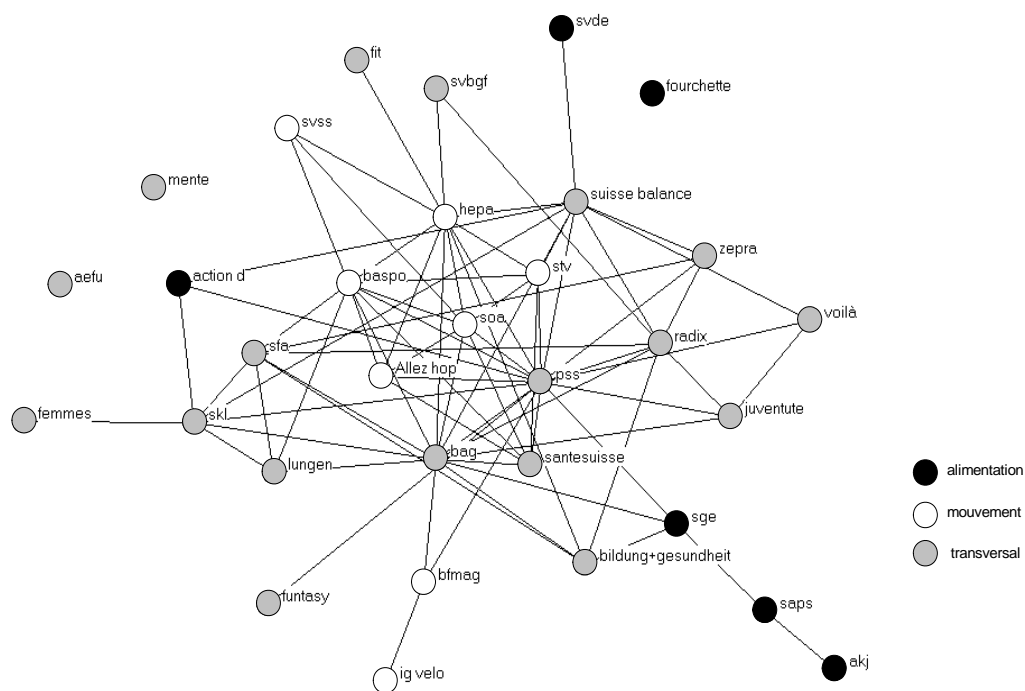 svde
fit
fourchette
svbgf
svss
mente
suisse balance
hepa
zepra
aefu
action d
baspo
stv
voilà
soa
radix
sfa
Allez hop
pss
femmes
skl
juventute
lungen
bag
santesuisse
alimentation
mouvement
sge
transversal
bildung+gesundheit
bfmag
funtasy
saps
akj
ig velo